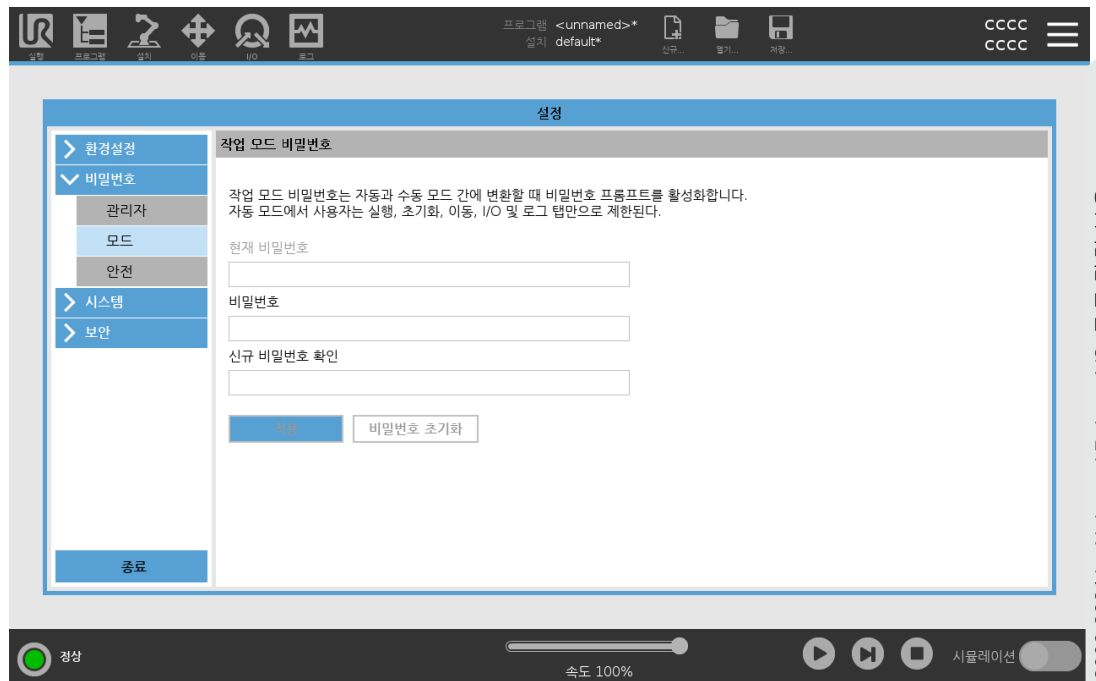 UR
실행
프로그램
설치
이동
I/O
로그
프로그램 <unnamed>*
설치 default*
신규...
열기...
저장...
cccc
cccc
설정
환경설정
비밀번호
관리자
모드
안전
시스템
보안
종료
작업 모드 비밀번호
작업 모드 비밀번호는 자동과 수동 모드 간에 변환할 때 비밀번호 프롬프트를 활성화합니다.
자동 모드에서 사용자는 실행, 초기화, 이동, I/O 및 로그 탭만으로 제한된다.
현재 비밀번호
비밀번호
신규 비밀번호 확인
적용
비밀번호 초기화
정상
속도 100%
시뮬레이션